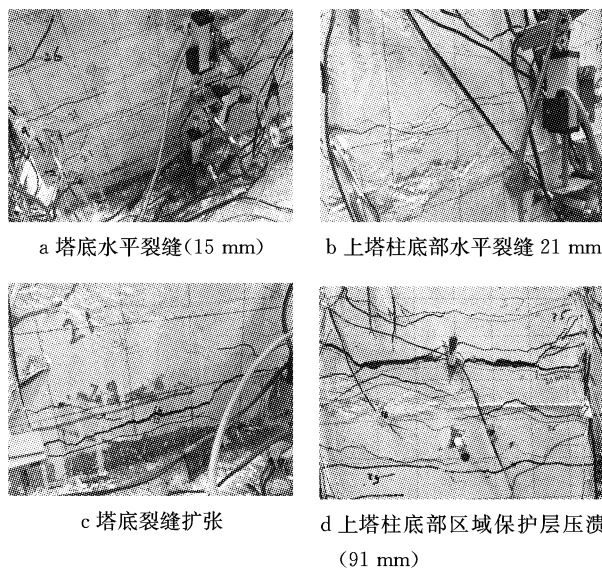 a 塔底水平裂缝(15 mm)
b 上塔柱底部水平裂缝 21 mm
c 塔底裂缝扩张
d 上塔柱底部区域保护层压溃
(91 mm)